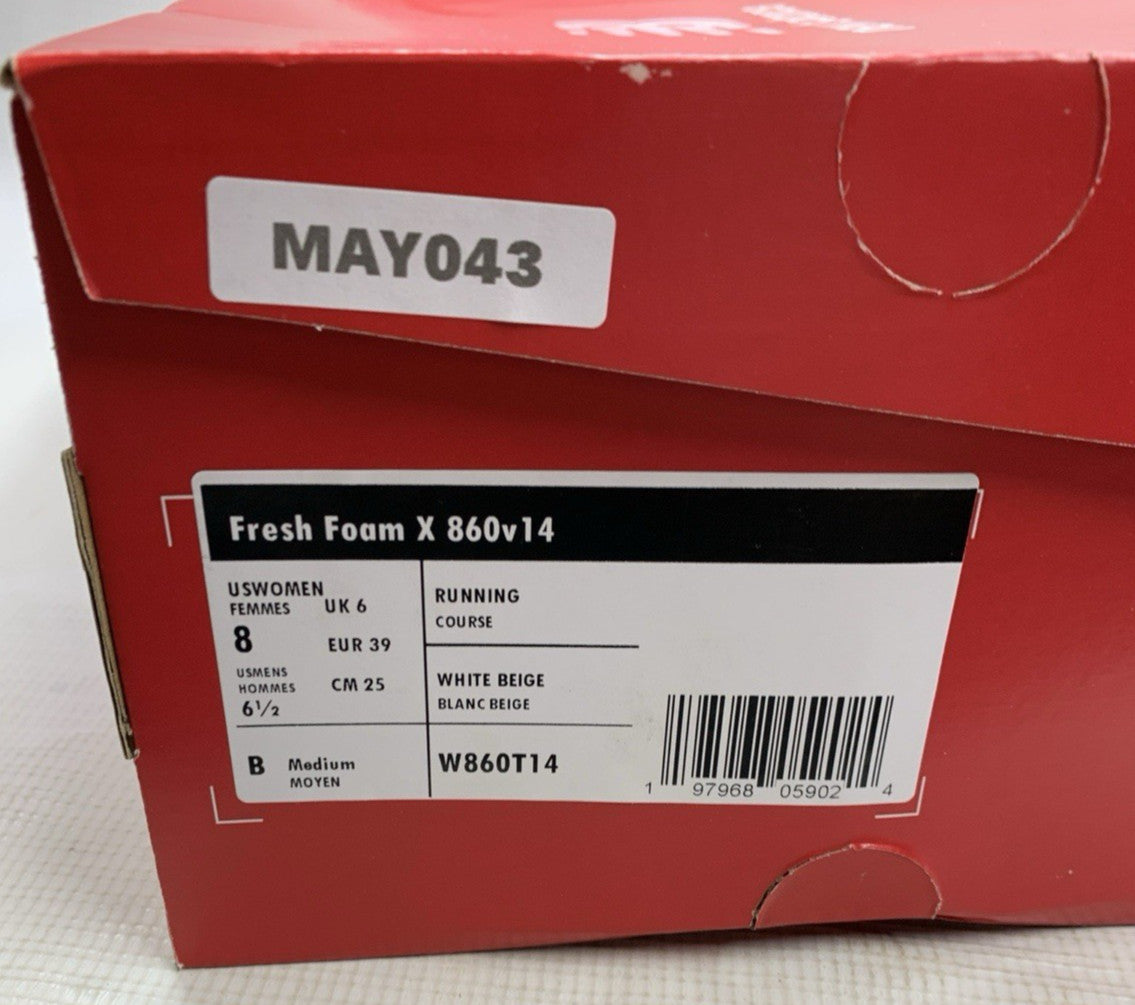 MAY043
Fresh Foam X 860v14
USWOMEN
FEMMES
UK 6
8
EUR 39
USMENS
HOMMES
CM 25
6½
B
Medium
MOYEN
RUNNING
COURSE
WHITE BEIGE
BLANC BEIGE
W860T14
1 97968 05902 4